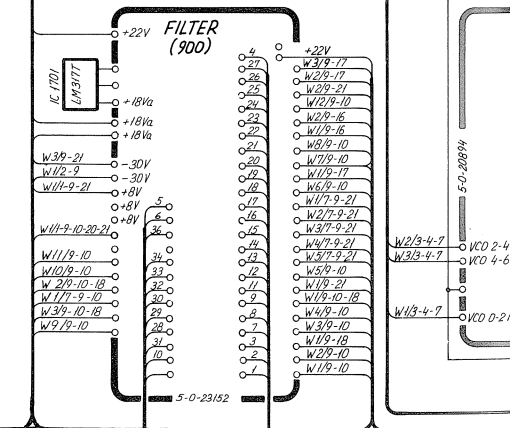 FILTER
(900)
+22V
IC 1701
LM317T
+18Va
+18Va
+18Va
W3/9-21
-30V
W1/2-9
-30V
W1/1-9-21
+8V
+8V
+8V
W1/1-9-10-20-21
W11/9-10
W10/9-10
W 2/9-10-18
W 1/7-9-10
W3/9-10-18
W9/9-10
5
6
36
34
33
32
30
29
28
31
10
4
27
26
25
24
23
22
21
20
19
18
17
16
15
14
13
12
11
9
8
7
3
2
1
+22V
W3/9-17
W2/9-17
W2/9-21
W12/9-10
W2/9-16
W1/9-16
W8/9-10
W7/9-10
W1/9-17
W6/9-10
W1/7-9-21
W2/7-9-21
W3/7-9-21
W4/7-9-21
W5/7-9-21
W5/9-10
W1/9-21
W1/9-10-18
W4/9-10
W3/9-10
W1/9-18
W2/9-10
W1/9-10
5-0-23152
5-0-20894
W2/3-4-7
VCO 2-4
W3/3-4-7
VCO 4-6
W1/3-4-7
VCO 0-2